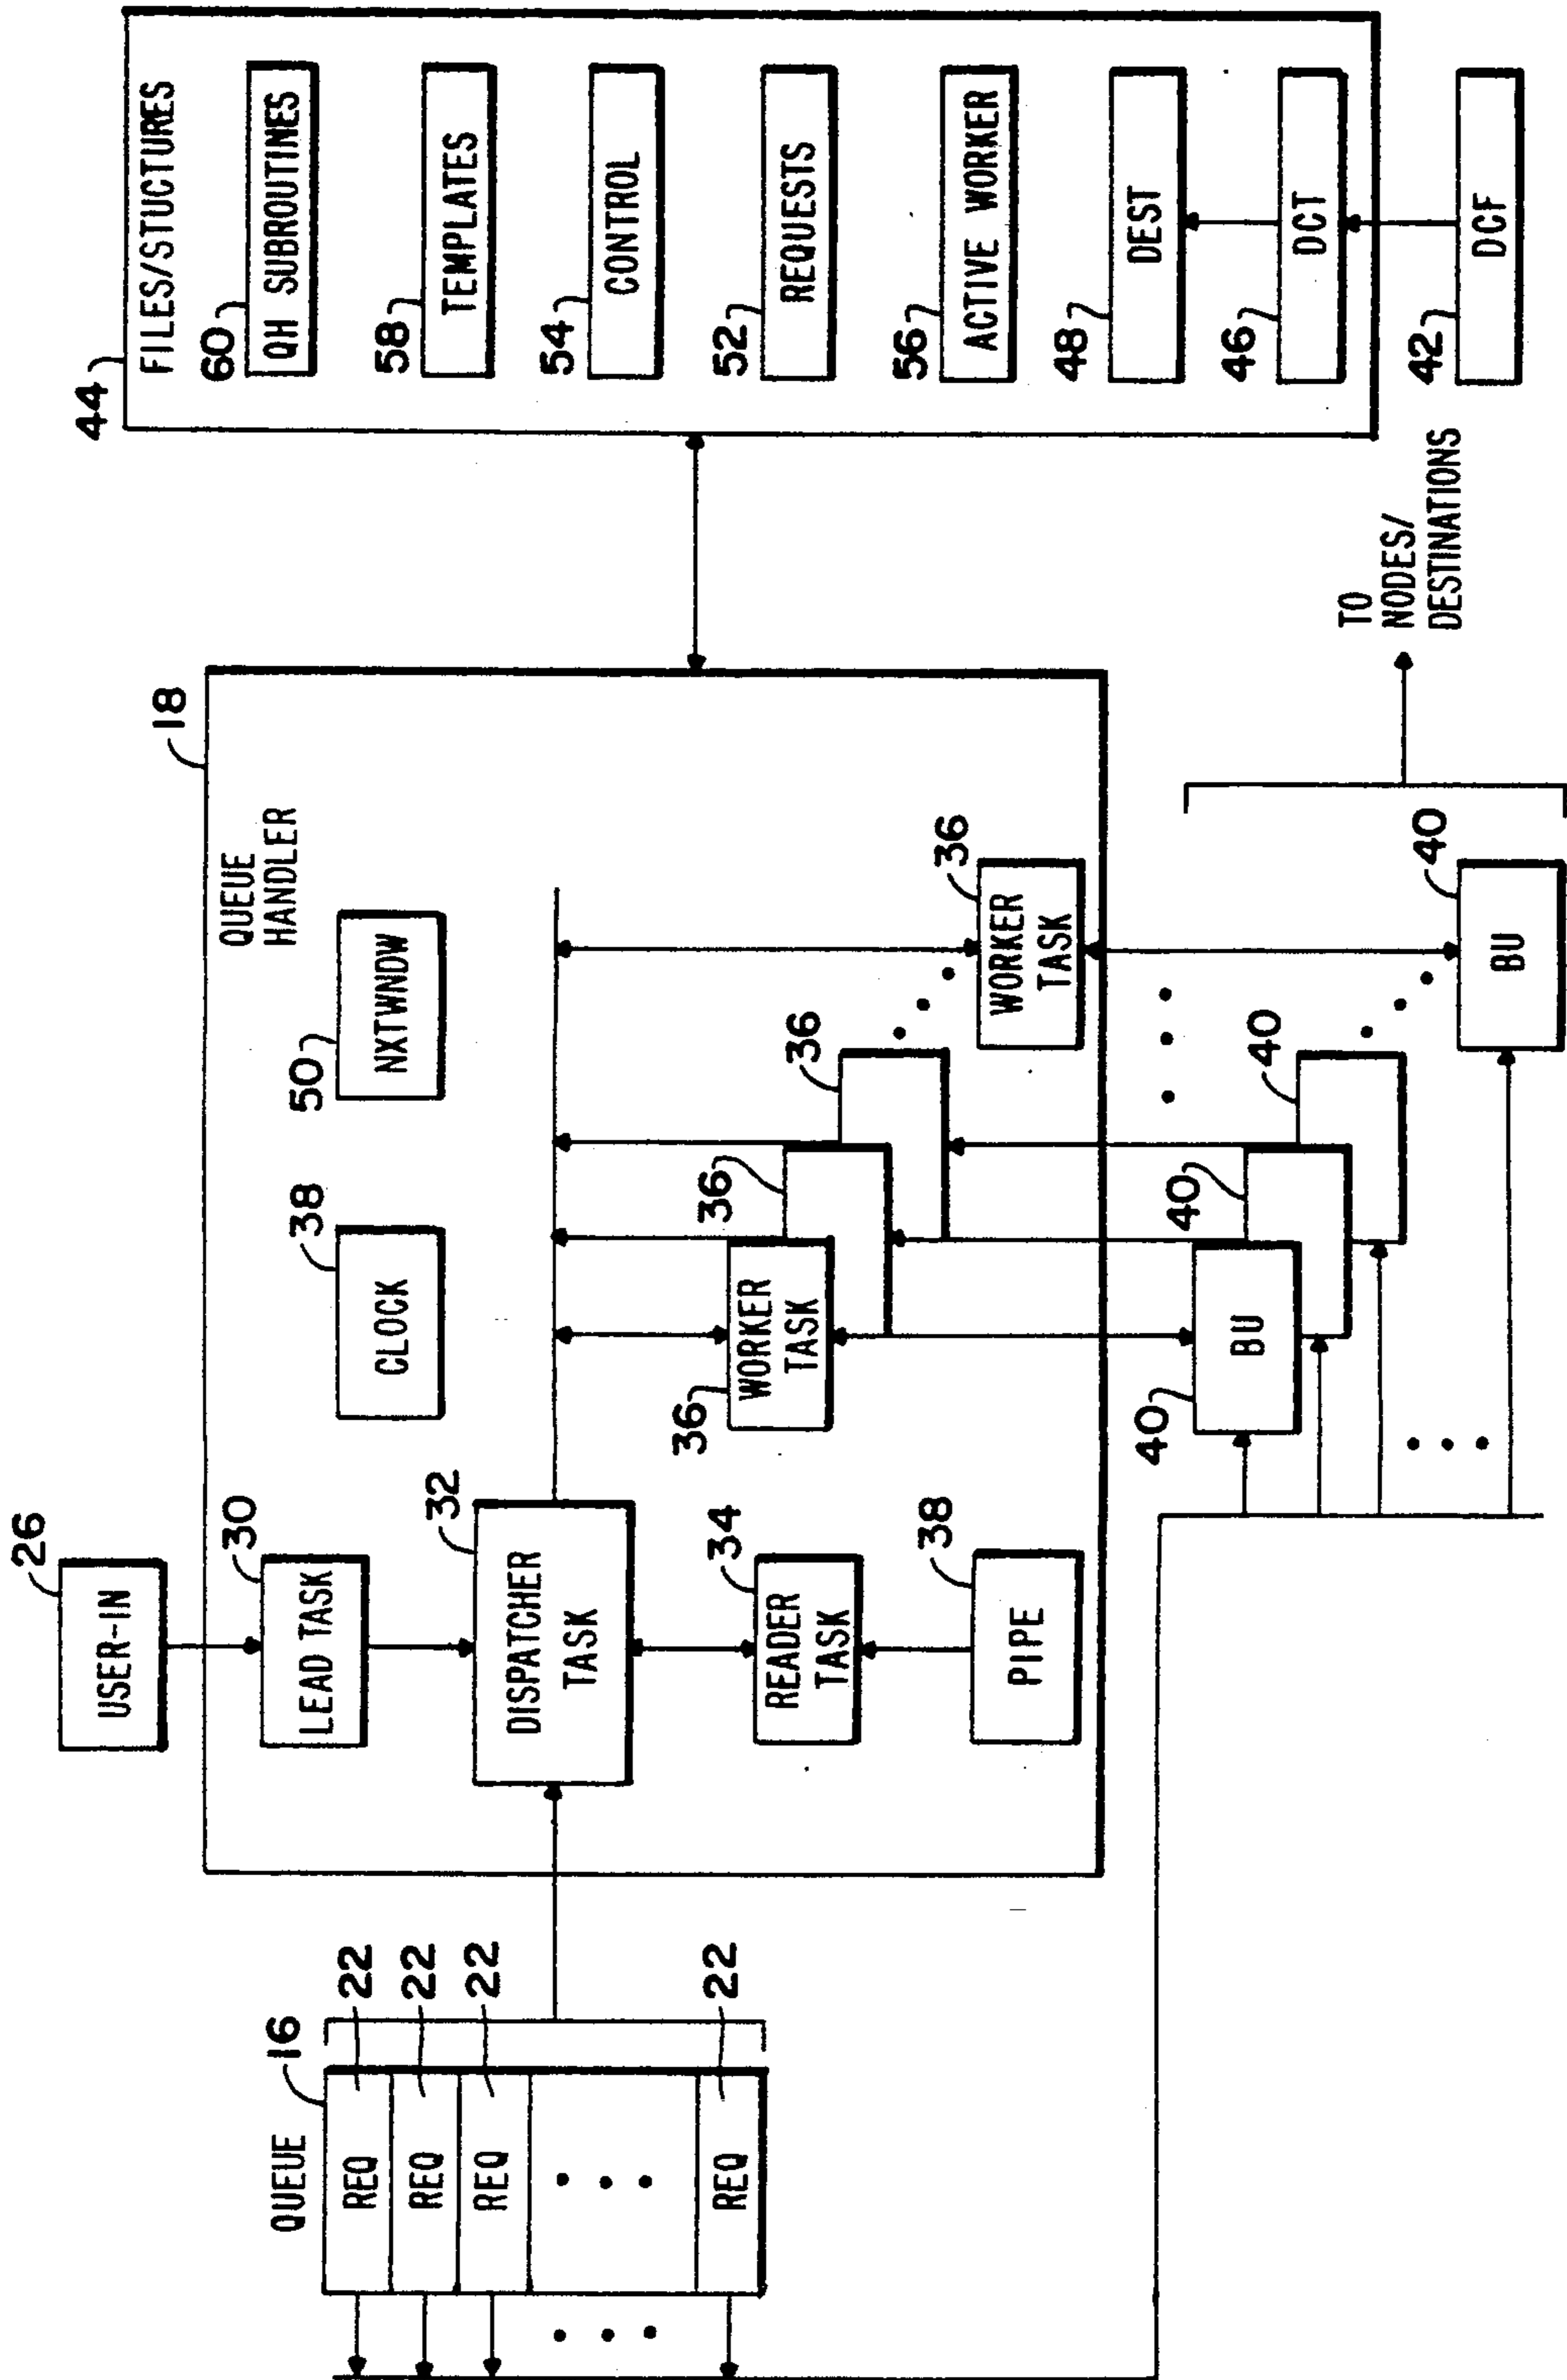 26
USER-IN
18
QUEUE
HANDLER
30
LEAD TASK
38
CLOCK
50
NXTWNDW
16
QUEUE
REQ
22
REQ
22
REQ
22
REQ
22
32
DISPATCHER
TASK
34
READER
TASK
38
PIPE
36
WORKER
TASK
36
36
36
WORKER
TASK
40
BU
40
40
40
BU
TO
NODES/
DESTINATIONS
44
FILES/STUCTURES
60
QH SUBROUTINES
58
TEMPLATES
54
CONTROL
52
REQUESTS
56
ACTIVE WORKER
48
DEST
46
DCT
42
DCF